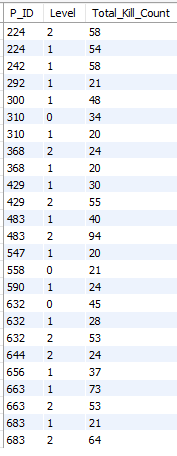 P_ID Level Total_Kill_Count
224 2 58
224 1 54
242 1 58
292 1 21
300 1 48
310 0 34
310 1 20
368 2 24
368 1 20
429 1 30
429 2 55
483 1 40
483 2 94
547 1 20
558 0 21
590 1 24
632 0 45
632 1 28
632 2 53
644 2 24
656 1 37
663 1 73
663 2 53
683 1 21
683 2 64